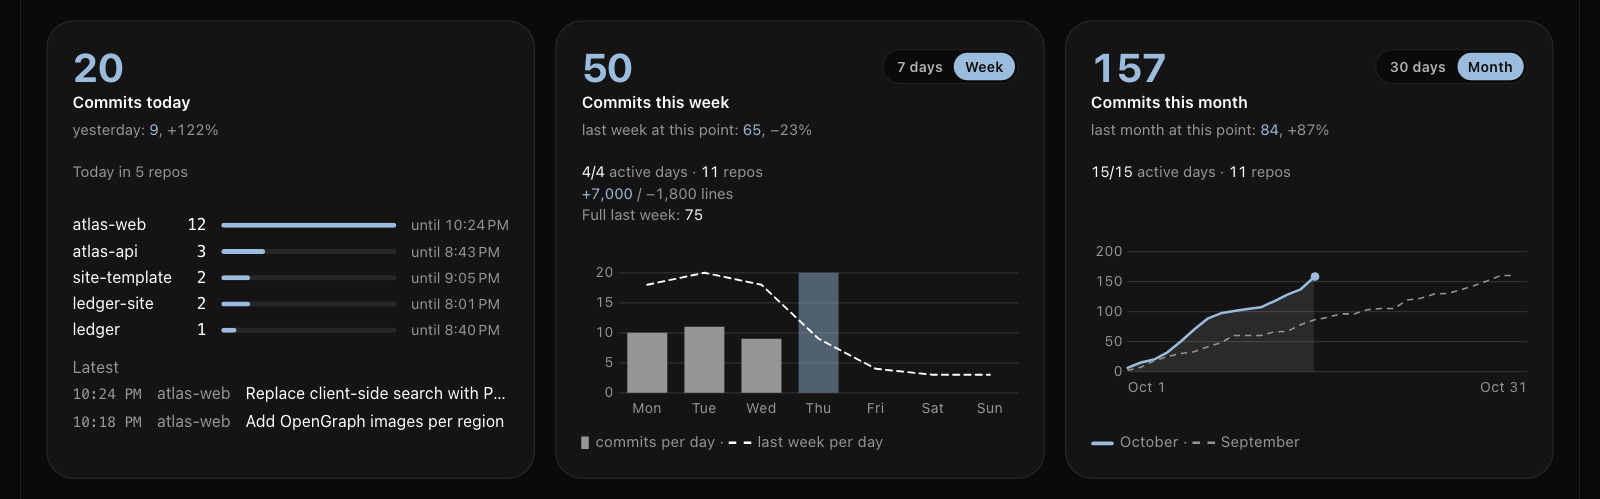 20
Commits today
yesterday: 9, +122%
Today in 5 repos
atlas-web 12 until 10:24 PM
atlas-api 3 until 8:43 PM
site-template 2 until 9:05 PM
ledger-site 2 until 8:01 PM
ledger 1 until 8:40 PM
Latest
10:24 PM atlas-web Replace client-side search with P…
10:18 PM atlas-web Add OpenGraph images per region
50
7 days Week
Commits this week
last week at this point: 65, −23%
4/4 active days · 11 repos
+7,000 / −1,800 lines
Full last week: 75
20
15
10
5
0
Mon Tue Wed Thu Fri Sat Sun
commits per day · last week per day
157
30 days Month
Commits this month
last month at this point: 84, +87%
15/15 active days · 11 repos
200
150
100
50
0
Oct 1 Oct 31
October · September